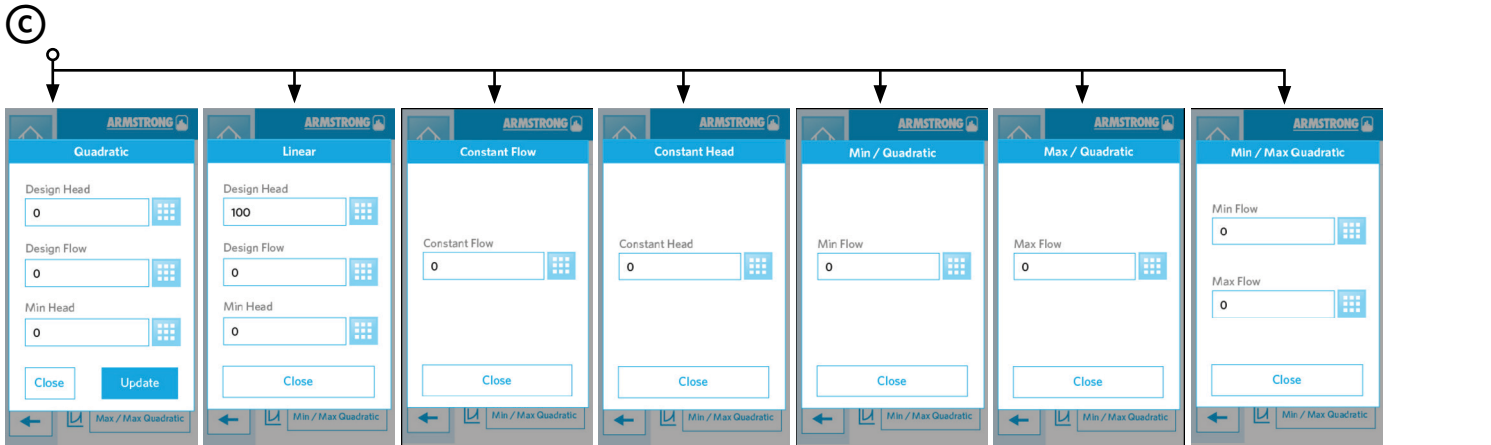 C
ARMSTRONG
Quadratic
Design Head
0
Design Flow
0
Min Head
0
Close Update
Max / Max Quadratic
ARMSTRONG
Linear
Design Head
100
Design Flow
0
Min Head
0
Close
Min / Max Quadratic
ARMSTRONG
Constant Flow
Constant Flow
0
Close
Min / Max Quadratic
ARMSTRONG
Constant Head
Constant Head
0
Close
Min / Max Quadratic
ARMSTRONG
Min / Quadratic
Min Flow
0
Close
Min / Max Quadratic
ARMSTRONG
Max / Quadratic
Max Flow
0
Close
Min / Max Quadratic
ARMSTRONG
Min / Max Quadratic
Min Flow
0
Max Flow
0
Close
Min / Max Quadratic